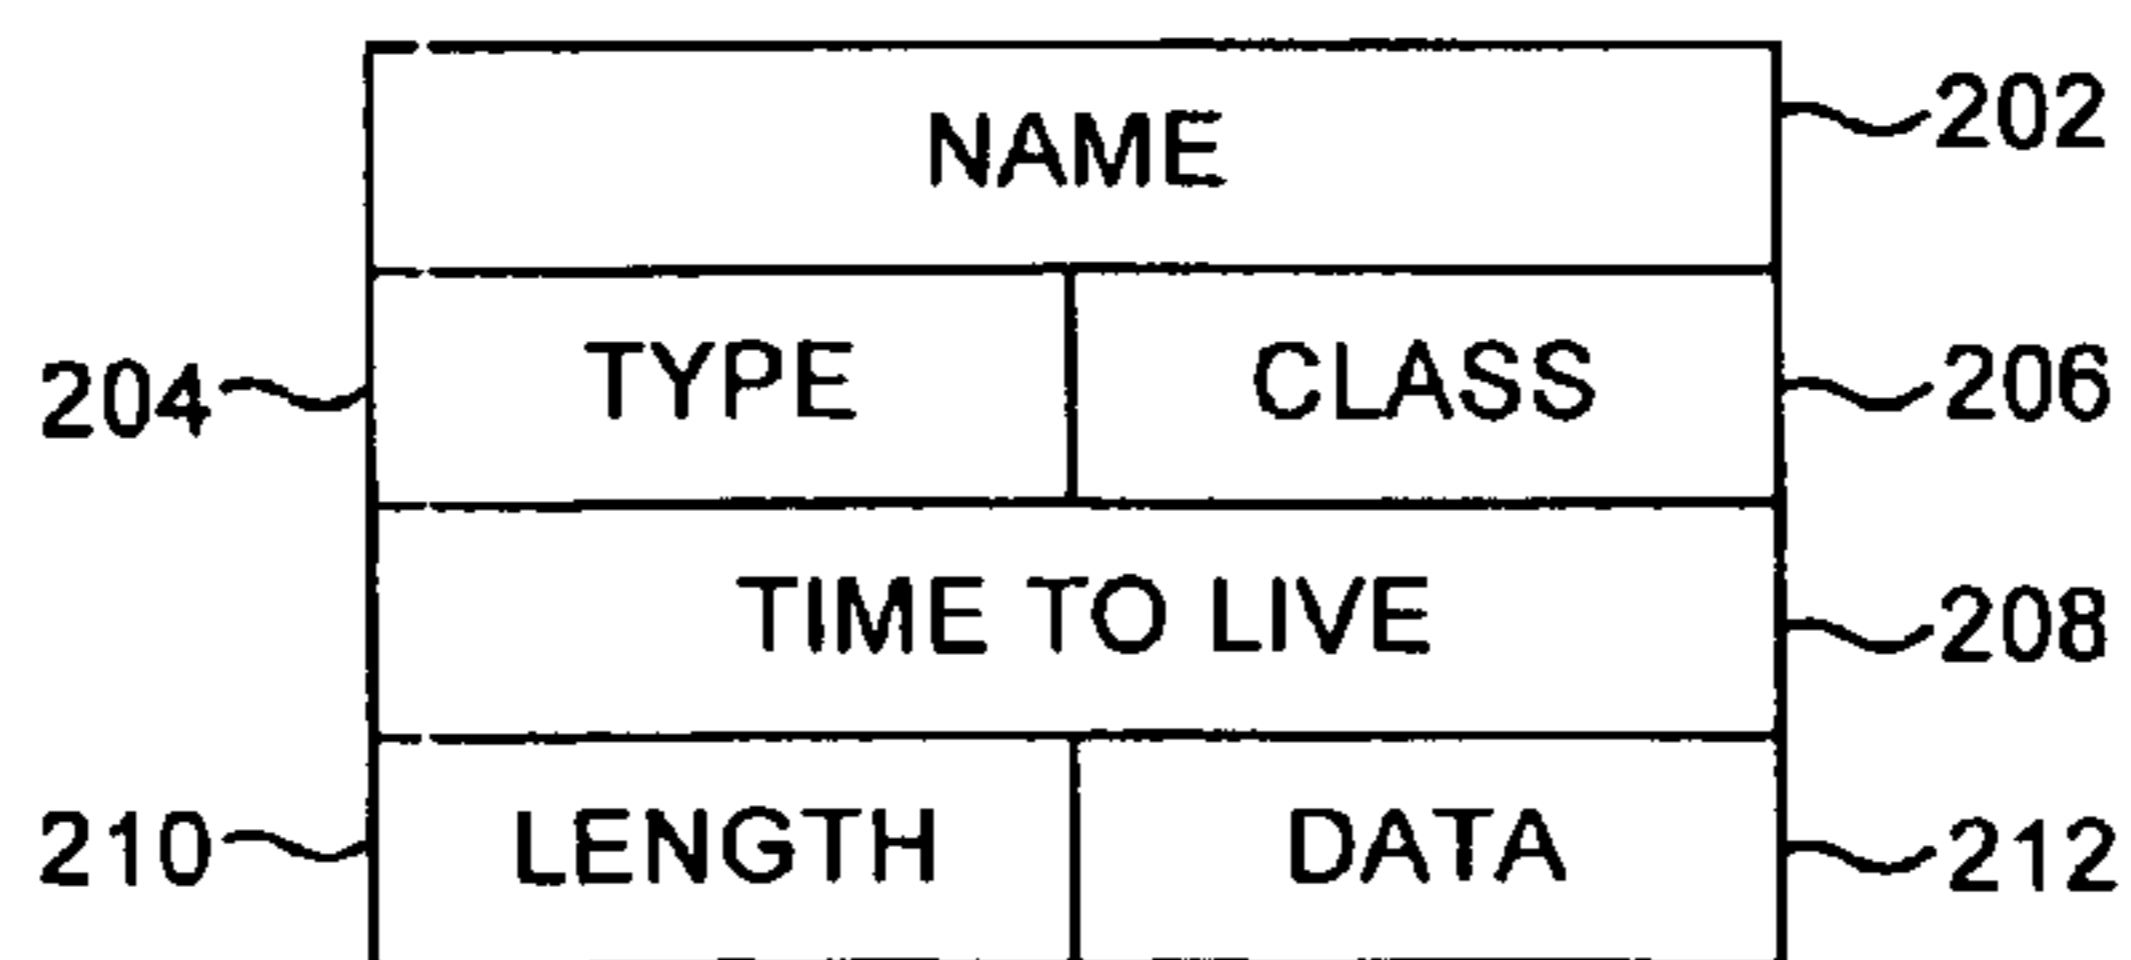 NAME 202
204 TYPE CLASS 206
TIME TO LIVE 208
210 LENGTH DATA 212